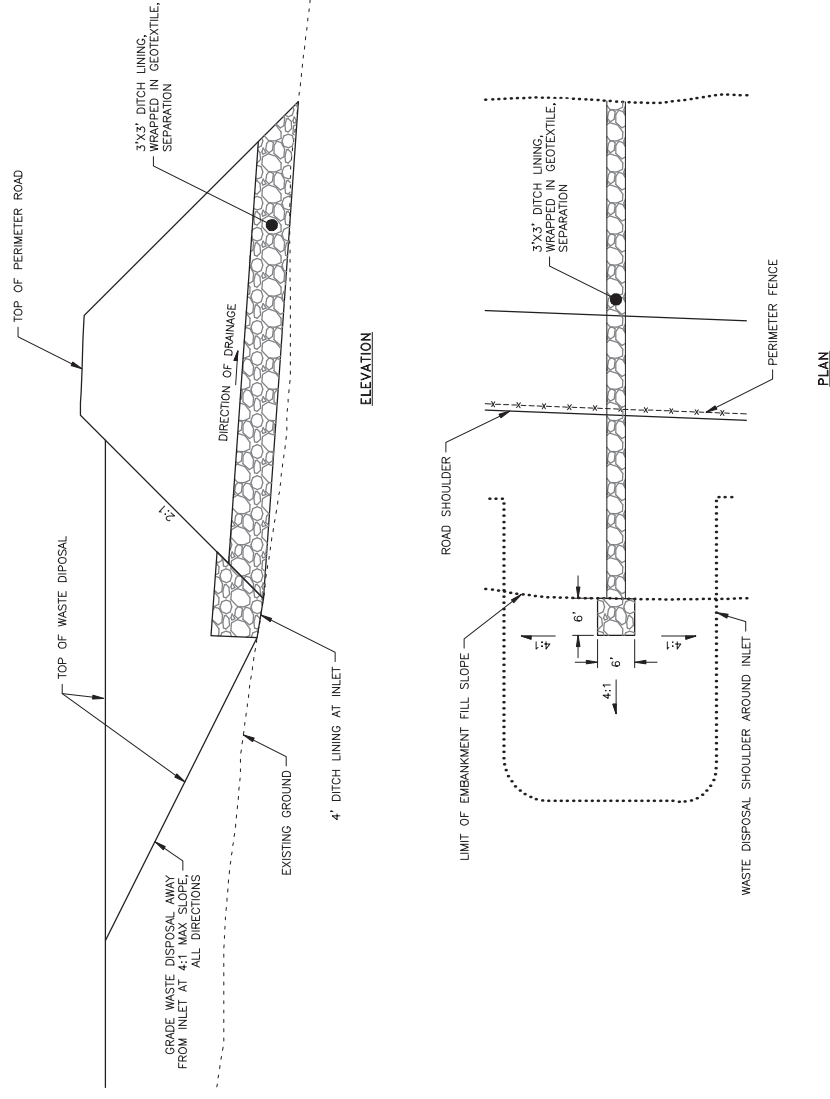 TOP OF PERIMETER ROAD
3'X3' DITCH LINING,
WRAPPED IN GEOTEXTILE,
SEPARATION
TOP OF WASTE DIPOSAL
2:1
DIRECTION OF DRAINAGE
GRADE WASTE DISPOSAL AWAY
FROM INLET AT 4:1 MAX SLOPE,
ALL DIRECTIONS
EXISTING GROUND
4' DITCH LINING AT INLET
ELEVATION
3'X3' DITCH LINING,
WRAPPED IN GEOTEXTILE,
SEPARATION
ROAD SHOULDER
PERIMETER FENCE
X X X X X X X X X X
LIMIT OF EMBANKMENT FILL SLOPE
6'
4:1
4:1
6'
4:1
WASTE DISPOSAL SHOULDER AROUND INLET
PLAN